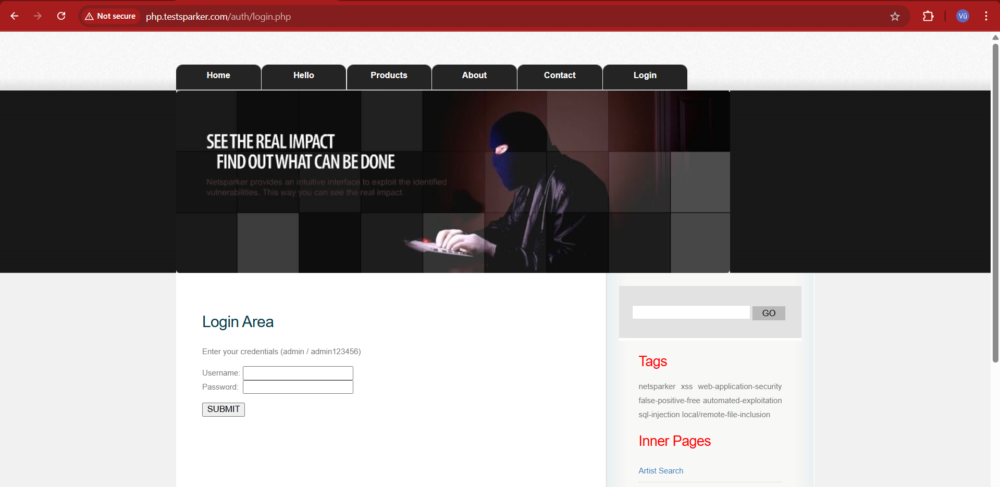 Not secure
php.testsparker.com/auth/login.php
Vũ
Home Hello Products About Contact Login
SEE THE REAL IMPACT
FIND OUT WHAT CAN BE DONE
Netsparker provides an intuitive interface to exploit the identified
vulnerabilities. This way you can see the real impact.
Login Area
Enter your credentials (admin / admin123456)
Username:
Password:
SUBMIT
GO
Tags
netsparker xss web-application-security
false-positive-free automated-exploitation
sql-injection local/remote-file-inclusion
Inner Pages
Artist Search